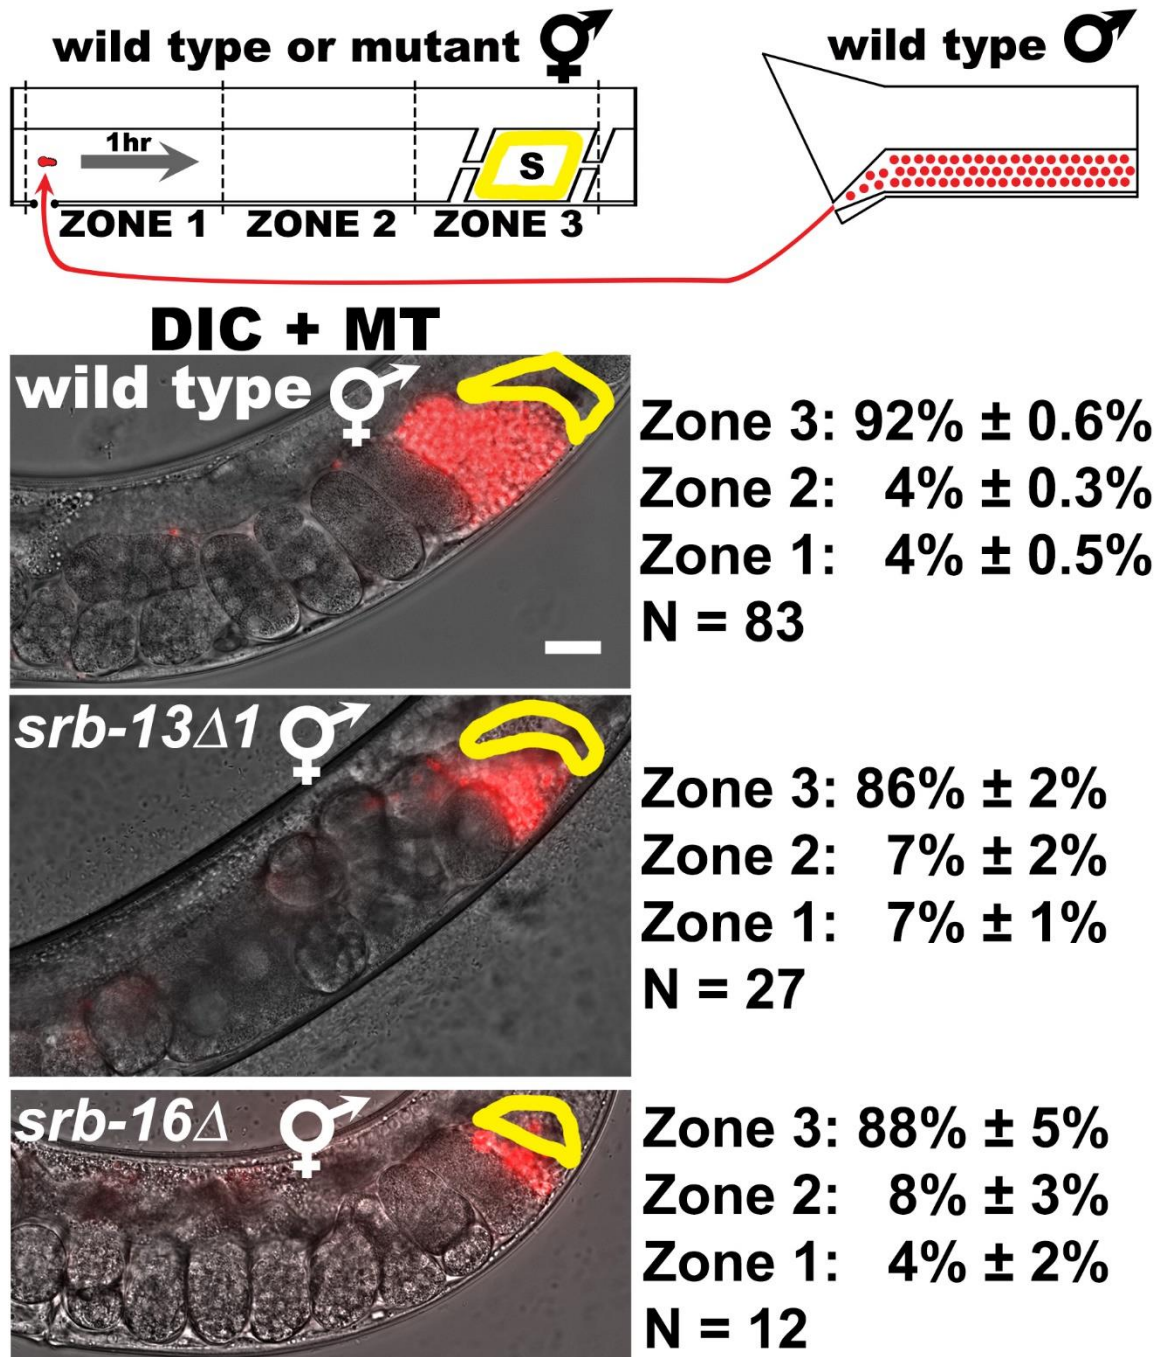 wild type or mutant ⚥
wild type ♂
1hr
S
ZONE 1 ZONE 2 ZONE 3
DIC + MT
wild type
Zone 3: 92% ± 0.6%
Zone 2: 4% ± 0.3%
Zone 1: 4% ± 0.5%
N = 83
srb-13Δ1
Zone 3: 86% ± 2%
Zone 2: 7% ± 2%
Zone 1: 7% ± 1%
N = 27
srb-16Δ
Zone 3: 88% ± 5%
Zone 2: 8% ± 3%
Zone 1: 4% ± 2%
N = 12